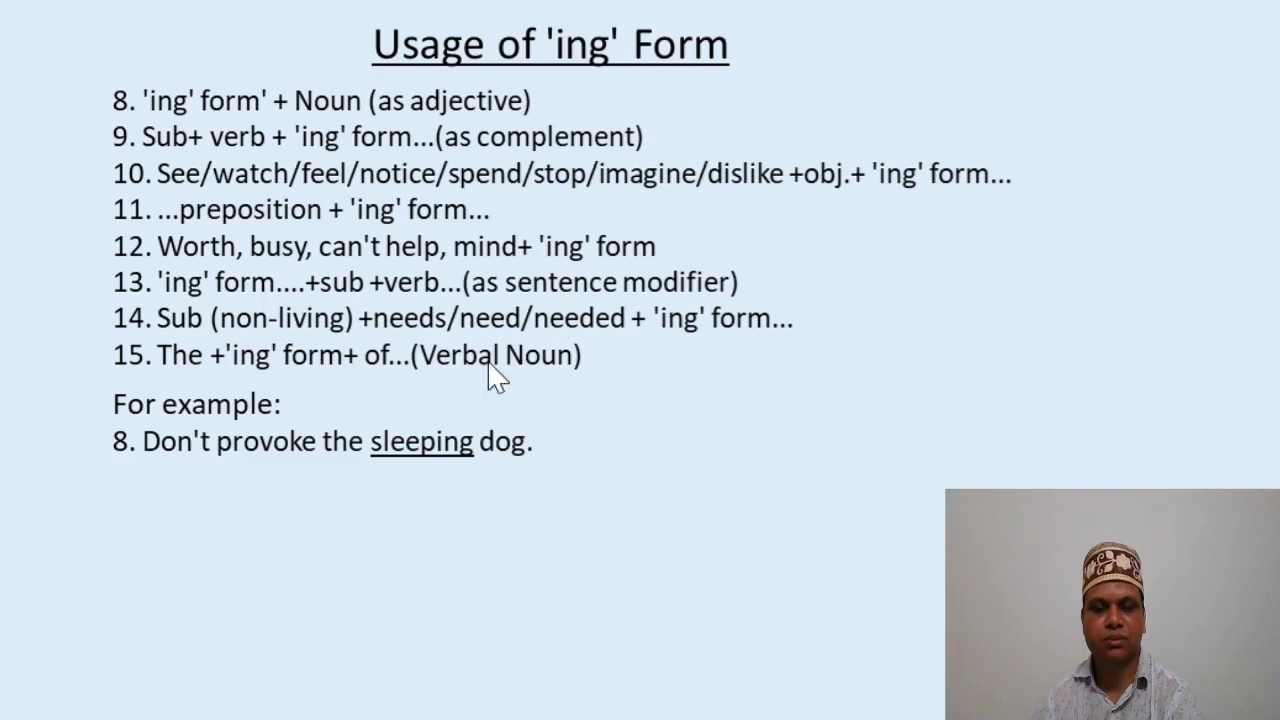 Usage of 'ing' Form
8. 'ing' form' + Noun (as adjective)
9. Sub+ verb + 'ing' form...(as complement)
10. See/watch/feel/notice/spend/stop/imagine/dislike +obj.+ 'ing' form...
11. ...preposition + 'ing' form...
12. Worth, busy, can't help, mind+ 'ing' form
13. 'ing' form....+sub +verb...(as sentence modifier)
14. Sub (non-living) +needs/need/needed + 'ing' form...
15. The +'ing' form+ of...(Verbal Noun)
For example:
8. Don't provoke the sleeping dog.